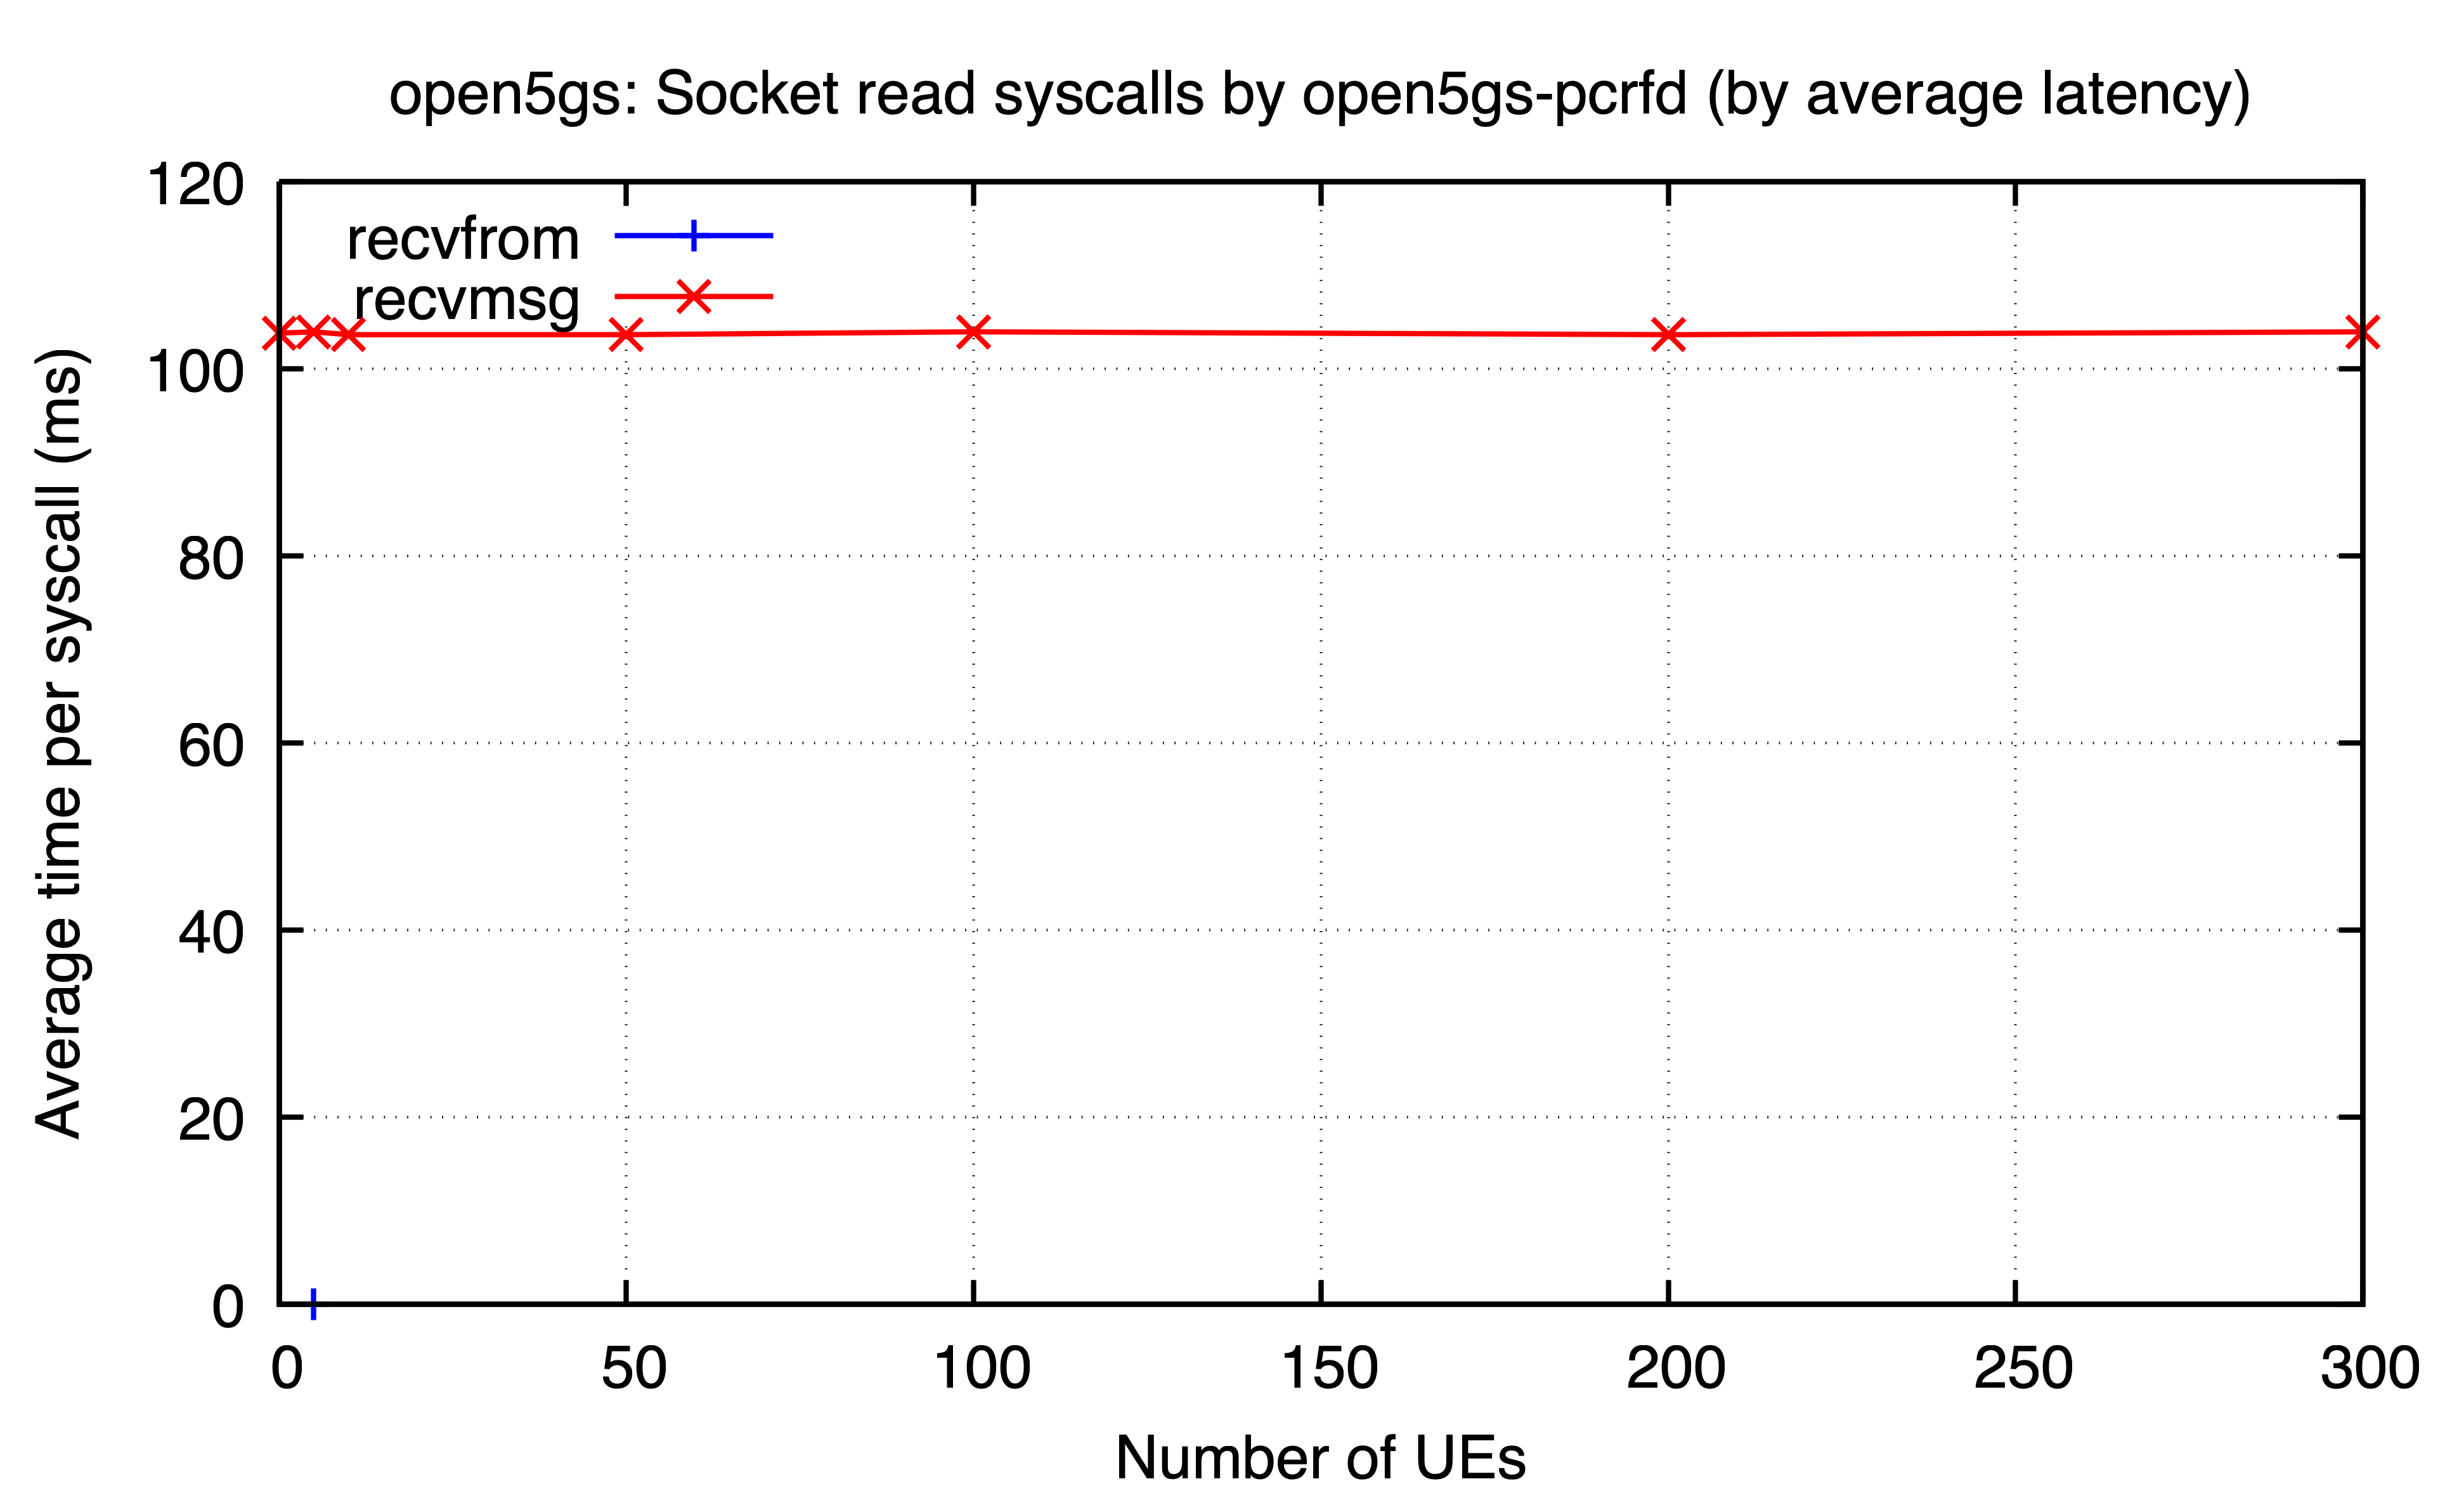 open5gs: Socket read syscalls by open5gs-pcrfd (by average latency)
120
100
80
60
40
20
0
Average time per syscall (ms)
recvfrom
recvmsg
0 50 100 150 200 250 300
Number of UEs